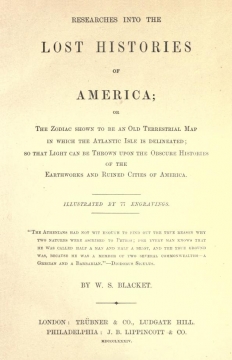 RESEARCHES INTO THE
LOST HISTORIES
OF
AMERICA;
OR
THE ZODIAC SHOWN TO BE AN OLD TERRESTRIAL MAP
IN WHICH THE ATLANTIC ISLE IS DELINEATED;
SO THAT LIGHT CAN BE THROWN UPON THE OBSCURE HISTORIES
OF THE
EARTHWORKS AND RUINED CITIES OF AMERICA.
ILLUSTRATED BY 77 ENGRAVINGS.
"THE ATHENIANS HAD NOT WIT ENOUGH TO FIND OUT THE TRUE REASON WHY
TWO NATURES WERE ASSIGNED TO
FOR EVERY MAN KNOWS THAT
HE WAS CALLED HALF A MAN AND HALF A BEAST, AND THE TRUE GROUND
WAS, BECAUSE HE WAS A MEMBER OF TWO SEVERAL COMMONWEALTHS—A
GRECIAN AND A BARBARIAN."—DIODORUS SICULUS.
BY W. S. BLACKET.
LONDON: TRÜBNER & CO., LUDGATE HILL.
PHILADELPHIA: J. B. LIPPINCOTT & CO.